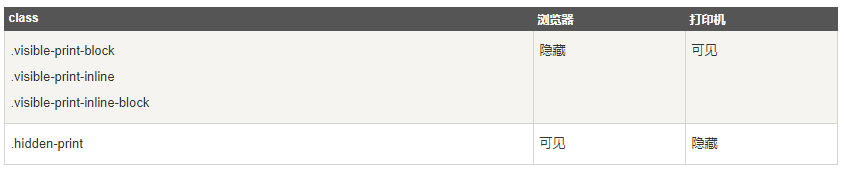 class 浏览器 打印机
.visible-print-block 隐藏 可见
.visible-print-inline
.visible-print-inline-block
.hidden-print 可见 隐藏